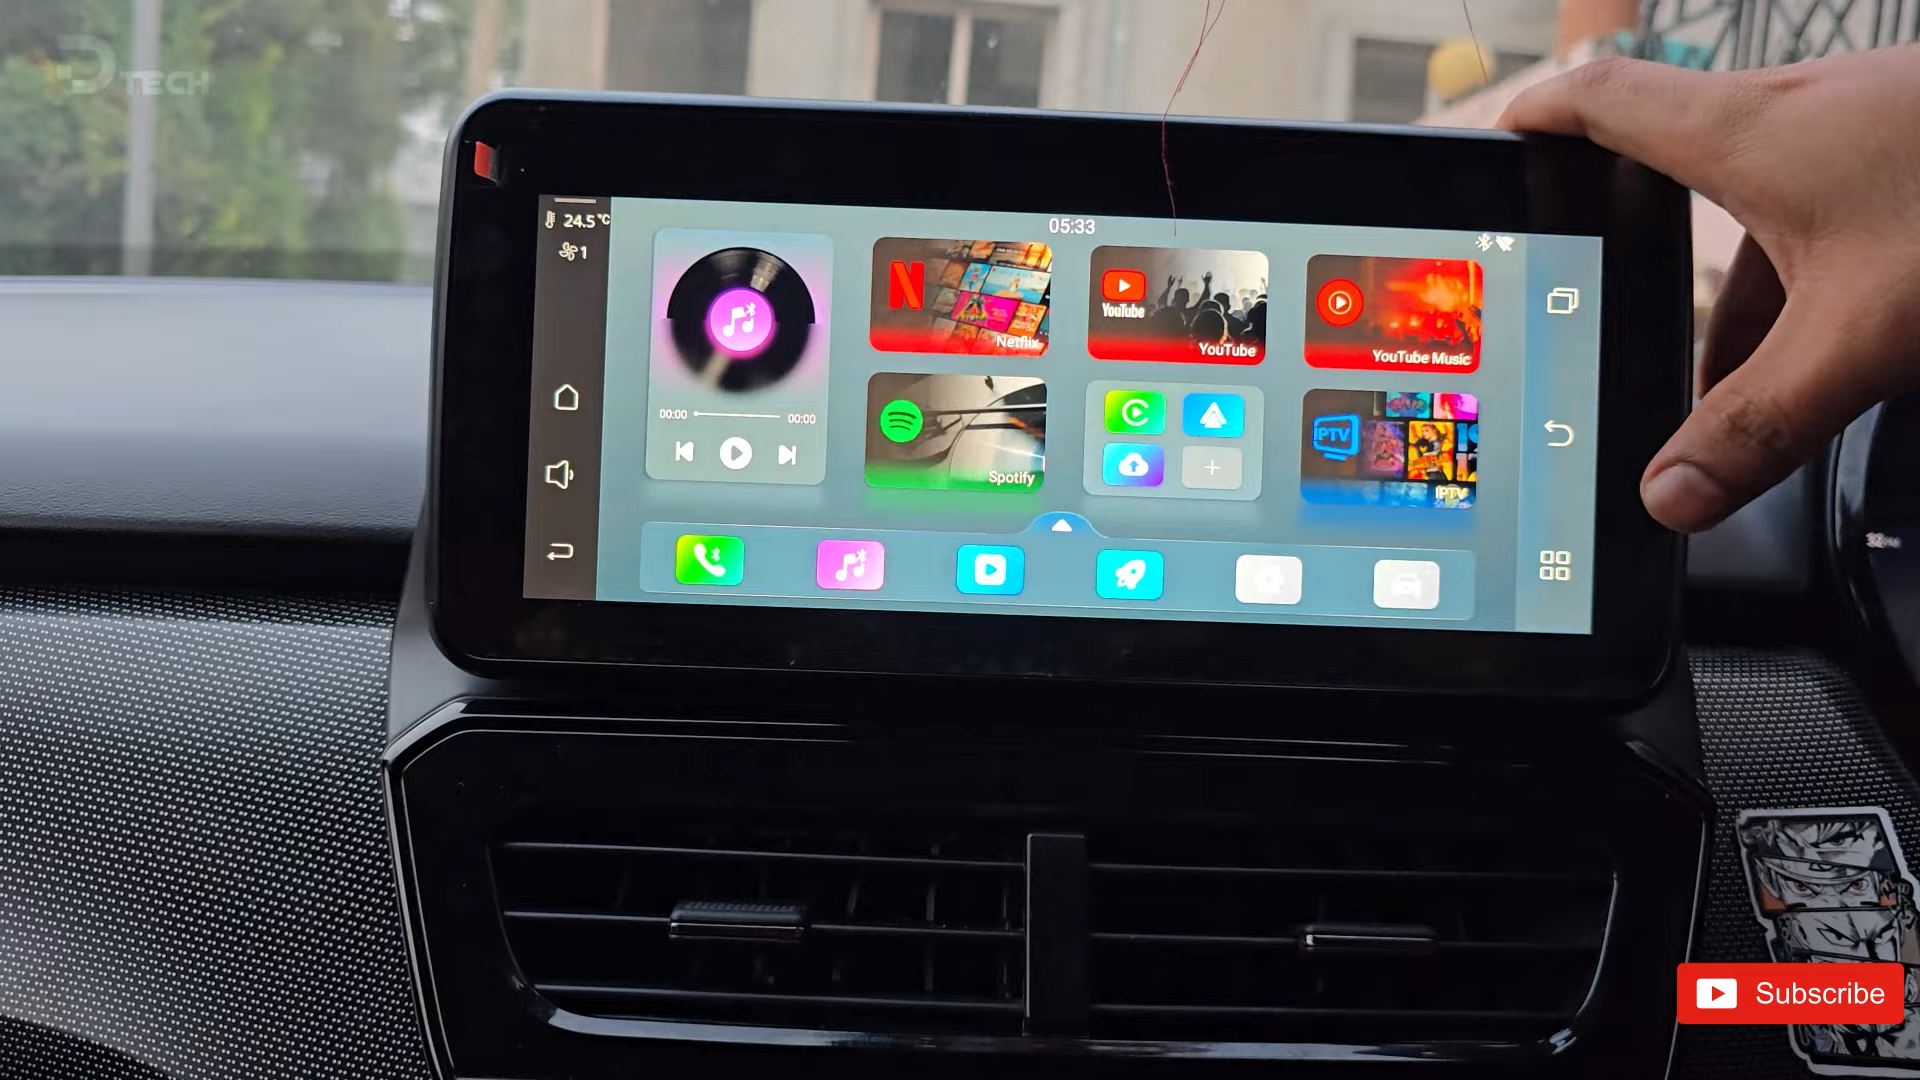 TECH
24.5°C
1
05:33
N
Netflix
YouTube
YouTube
YouTube Music
00:00
00:00
Spotify
IPTV
IPTV
Subscribe